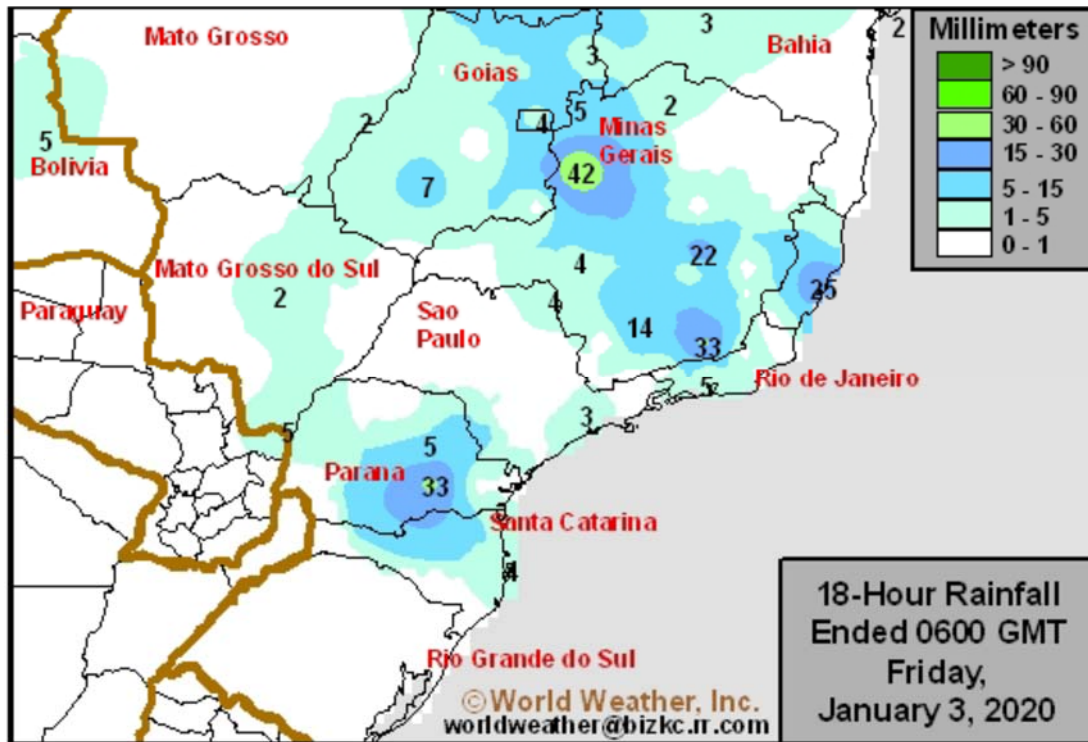 Mato Grosso
3
2
Bahia
Goias
3
2
5
4
2
Minas
Gerais
5
Bolivia
42
7
22
4
Mato Grosso do Sul
2
25
4
Paraguay
Sao
Paulo
14
33
5
Rio de Janeiro
3
5
5
Parana
33
Santa Catarina
4
Rio Grande do Sul
©World Weather, Inc.
worldweather@bizkc.rr.com
Millimeters
> 90
60 - 90
30 - 60
15 - 30
5 - 15
1 - 5
0 - 1
18-Hour Rainfall
Ended 0600 GMT
Friday,
January 3, 2020